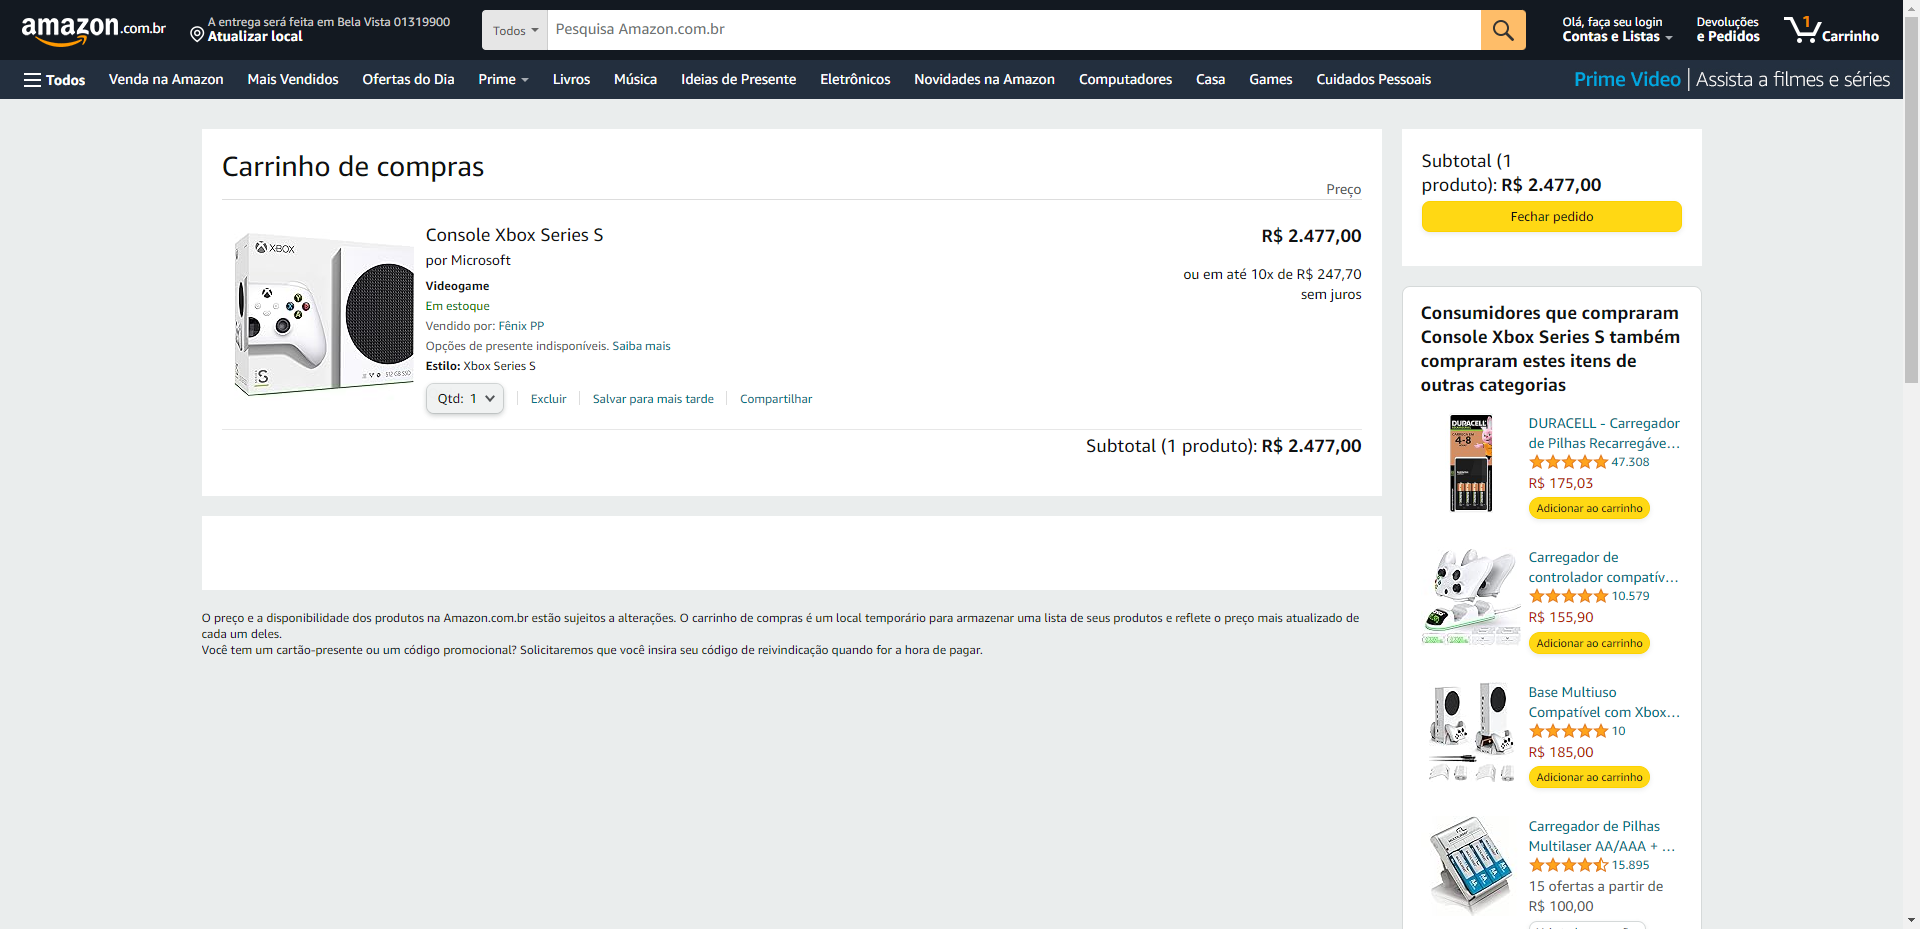 amazon.com.br
A entrega será feita em Bela Vista 01319900
Atualizar local
Todos
Pesquisa Amazon.com.br
Olá, faça seu login
Contas e Listas
Devoluções
e Pedidos
1
Carrinho
Todos
Venda na Amazon
Mais Vendidos
Ofertas do Dia
Prime
Livros
Música
Ideias de Presente
Eletrônicos
Novidades na Amazon
Computadores
Casa
Games
Cuidados Pessoais
Prime Video | Assista a filmes e séries
Carrinho de compras
Preço
XBOX
S
512 GB SSD
Console Xbox Series S
por Microsoft
Videogame
Em estoque
Vendido por: Fênix PP
Opções de presente indisponíveis. Saiba mais
Estilo: Xbox Series S
Qtd: 1
Excluir
Salvar para mais tarde
Compartilhar
R$ 2.477,00
ou em até 10x de R$ 247,70
sem juros
Subtotal (1 produto): R$ 2.477,00
O preço e a disponibilidade dos produtos na Amazon.com.br estão sujeitos a alterações. O carrinho de compras é um local temporário para armazenar uma lista de seus produtos e reflete o preço mais atualizado de
cada um deles.
Você tem um cartão-presente ou um código promocional? Solicitaremos que você insira seu código de reivindicação quando for a hora de pagar.
Subtotal (1
produto): R$ 2.477,00
Fechar pedido
Consumidores que compraram
Console Xbox Series S também
compraram estes itens de
outras categorias
DURACELL
4-8
DURACELL - Carregador
de Pilhas Recarregáve...
47.308
R$ 175,03
Adicionar ao carrinho
Carregador de
controlador compatív...
10.579
R$ 155,90
Adicionar ao carrinho
Base Multiuso
Compatível com Xbox...
10
R$ 185,00
Adicionar ao carrinho
Carregador de Pilhas
Multilaser AA/AAA + ...
15.895
15 ofertas a partir de
R$ 100,00